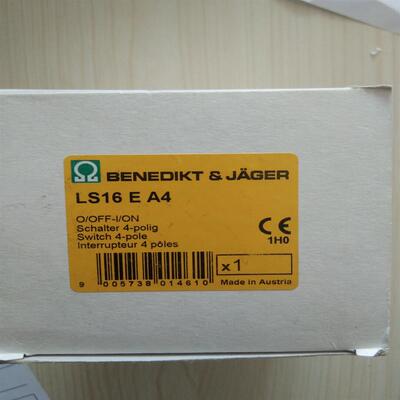 BENEDIKT & JÄGER
LS16 E A4
O/OFF-I/ON
Schalter 4-polig
Switch 4-pole
Interrupteur 4 pôles
CE
1H0
x 1
9 005738 014610
Made in Austria